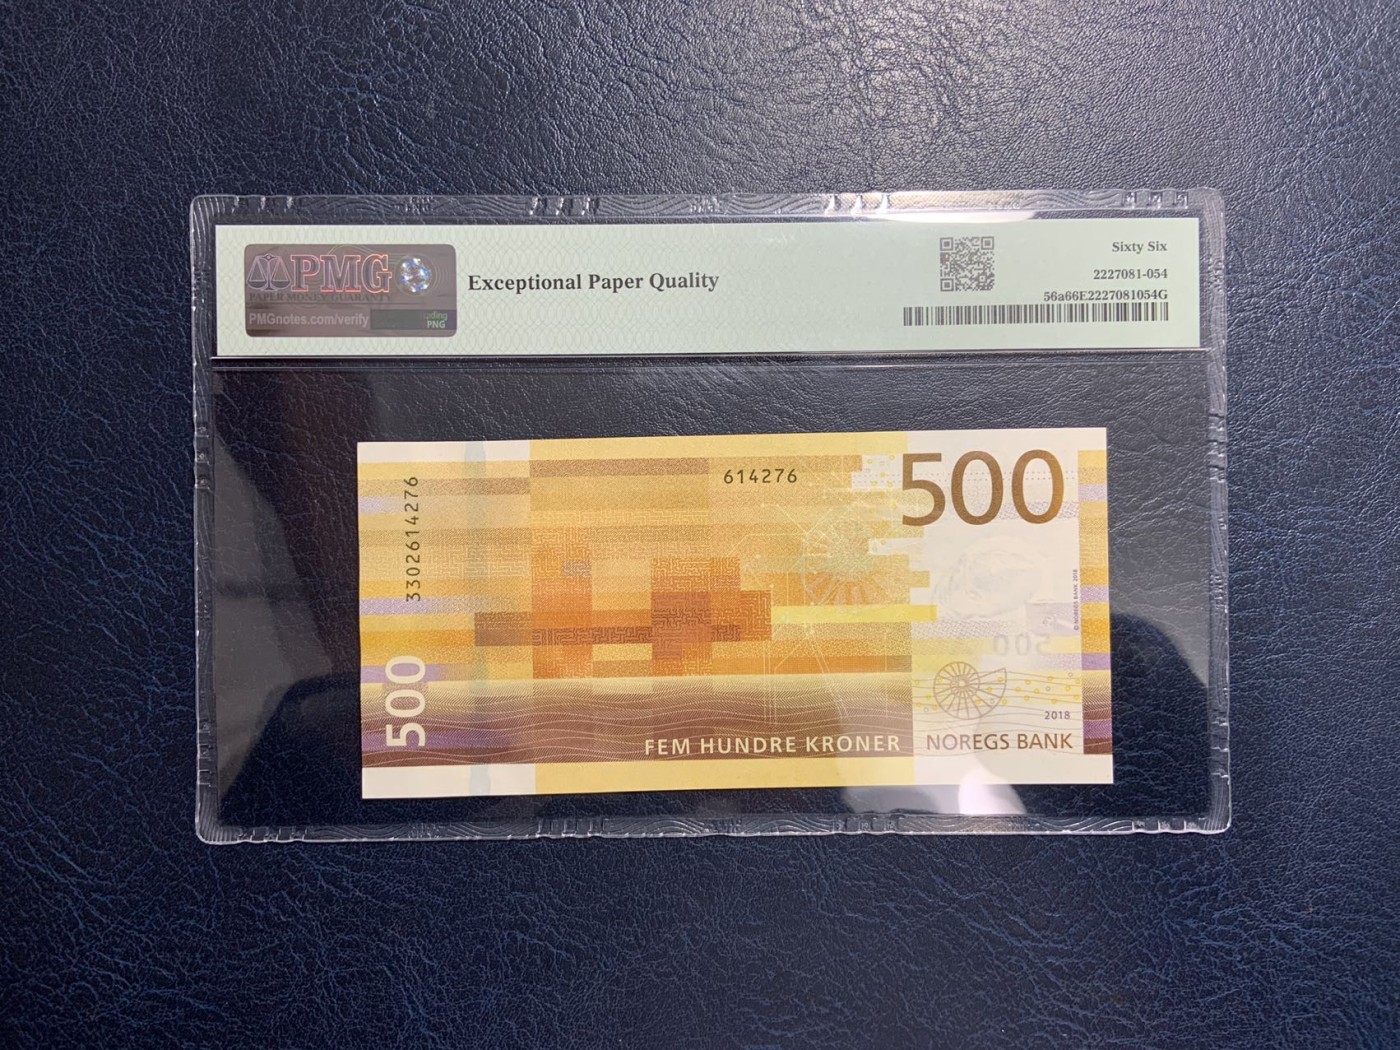 PMG
PAPER MONEY GUARANTY
PMGnotes.com/verify
PNG
Exceptional Paper Quality
Sixty Six
2227081-054
56a66E2227081054G
3302614276
614276
500
© NOREGS BANK 2018
500
500
2018
FEM HUNDRE KRONER
NOREGS BANK